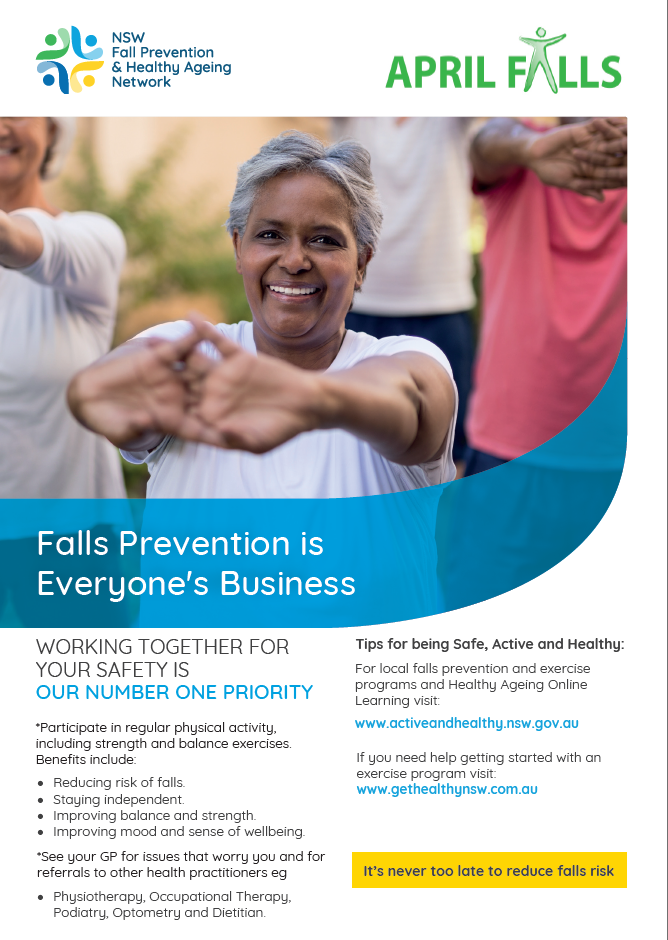 NSW
Fall Prevention
& Healthy Ageing
Network
APRIL FALLS
Falls Prevention is
Everyone's Business
WORKING TOGETHER FOR
YOUR SAFETY IS
OUR NUMBER ONE PRIORITY
*Participate in regular physical activity,
including strength and balance exercises.
Benefits include:
• Reducing risk of falls.
• Staying independent.
• Improving balance and strength.
• Improving mood and sense of wellbeing.
*See your GP for issues that worry you and for
referrals to other health practitioners eg
• Physiotherapy, Occupational Therapy,
Podiatry, Optometry and Dietitian.
Tips for being Safe, Active and Healthy:
For local falls prevention and exercise
programs and Healthy Ageing Online
Learning visit:
www.activeandhealthy.nsw.gov.au
If you need help getting started with an
exercise program visit:
www.gethealthynsw.com.au
It's never too late to reduce falls risk